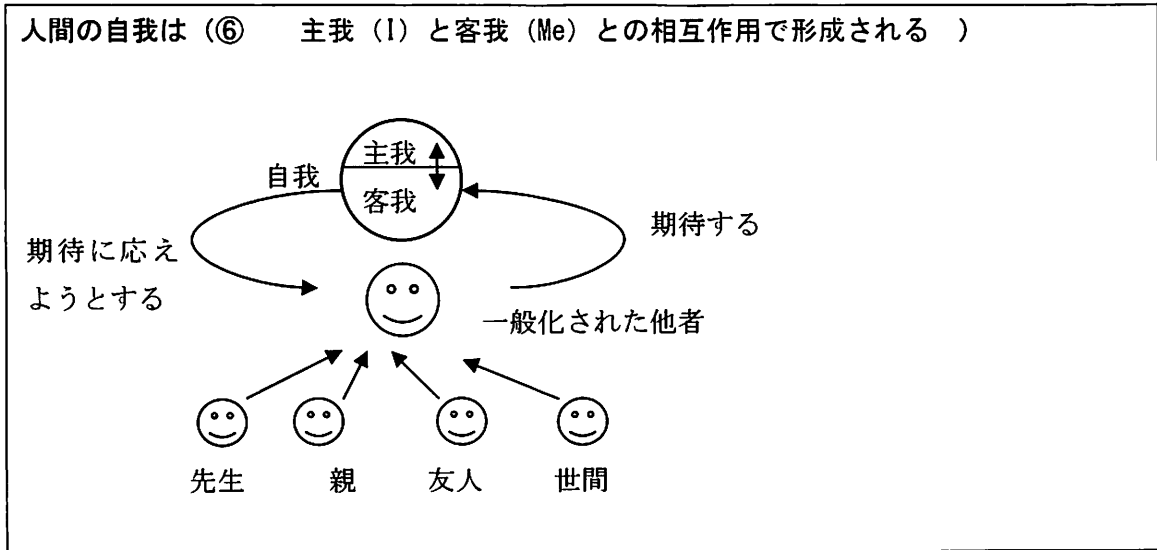 人間の自我は（⑥　　主我（I）と客我（Me）との相互作用で形成される　）
主我
自我
客我
期待する
期待に応え
ようとする
一般化された他者
先生　親　友人　世間